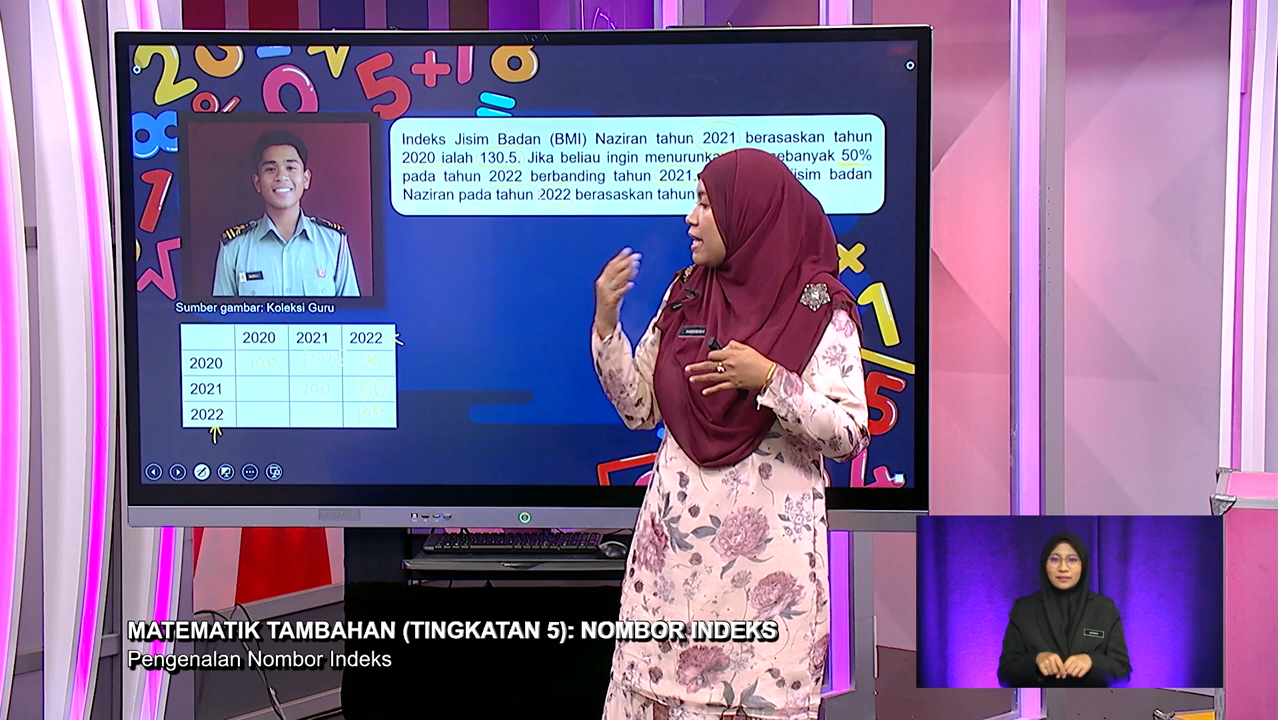 Indeks Jisim Badan (BMI) Naziran tahun 2021 berasaskan tahun
2020 ialah 130.5. Jika beliau ingin menurunka sebanyak 50%
pada tahun 2022 berbanding tahun 2021. jisim badan
Naziran pada tahun 2022 berasaskan tahun
Sumber gambar: Koleksi Guru
2020 2021 2022
2020 100
2021 100 50
2022 100
MATEMATIK TAMBAHAN (TINGKATAN 5): NOMBOR INDEKS
Pengenalan Nombor Indeks